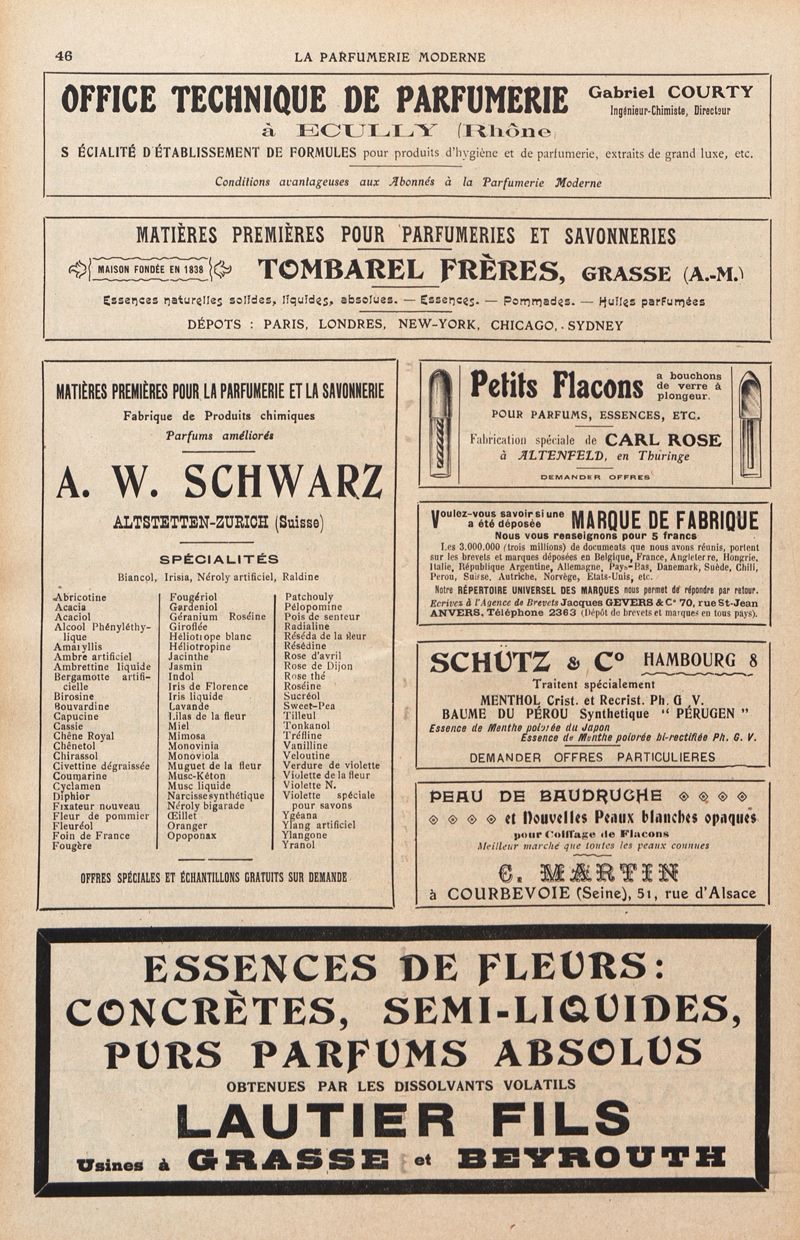 46
LA PARFUMERIE MODERNE
OFFICE TECHNIQUE DE PARFUMERIE
Gabriel COURTY
Ingénieur-Chimiste, Directeur
à ECULLY (Rhône)
S ÉCIALITÉ D'ÉTABLISSEMENT DE FORMULES pour produits d'hygiène et de parfumerie, extraits de grand luxe, etc.
Conditions avantageuses aux Abonnés à la Parfumerie Moderne
MATIÈRES PREMIÈRES POUR PARFUMERIES ET SAVONNERIES
MAISON FONDÉE EN 1838
TOMBAREL FRÈRES, GRASSE (A.-M.)
Essences naturelles solides, liquides, absolues. — Essences. — Pommades. — Huiles parfumées
DÉPOTS : PARIS, LONDRES, NEW-YORK, CHICAGO, SYDNEY
MATIÈRES PREMIÈRES POUR LA PARFUMERIE ET LA SAVONNERIE
Fabrique de Produits chimiques
Parfums améliorés
A. W. SCHWARZ
ALTSTETTEN-ZURICH (Suisse)
SPÉCIALITÉS
Biancol, Irisia, Néroly artificiel, Raldine
Abricotine
Acacia
Acaciol
Alcool Phényléthy-
lique
Amaryllis
Ambre artificiel
Ambrettine liquide
Bergamotte artifi-
cielle
Birosine
Bouvardine
Capucine
Cassie
Chêne Royal
Chênetol
Chirassol
Civettine dégraissée
Coumarine
Cyclamen
Diphior
Fixateur nouveau
Fleur de pommier
Fleuréol
Foin de France
Fougère
Fougériol
Gardeniol
Géranium Roséine
Giroflée
Héliotrope blanc
Héliotropine
Jacinthe
Jasmin
Indol
Iris de Florence
Iris liquide
Lavande
Lilas de la fleur
Miel
Mimosa
Monovinia
Monoviola
Muguet de la fleur
Musc-Kéton
Musc liquide
Narcisse synthétique
Néroly bigarade
Œillet
Oranger
Opoponax
Patchouly
Pélopomine
Pois de senteur
Radialine
Réséda de la fleur
Résédine
Rose d'avril
Rose de Dijon
Rose thé
Roséine
Sucréol
Sweet-Pea
Tilleul
Tonkanol
Tréfline
Vanilline
Veloutine
Verdure de violette
Violette de la fleur
Violette N.
Violette spéciale
pour savons
Ygéana
Ylang artificiel
Ylangone
Yranol
OFFRES SPÉCIALES ET ÉCHANTILLONS GRATUITS SUR DEMANDE
Petits Flacons
a bouchons
de verre à
plongeur.
POUR PARFUMS, ESSENCES, ETC.
Fabrication spéciale de CARL ROSE
à ALTENFELD, en Thuringe
DEMANDER OFFRES
Voulez-vous savoir si une
a été déposée
MARQUE DE FABRIQUE
Nous vous renseignons pour 5 francs
Les 3.000.000 (trois millions) de documents que nous avons réunis, portent
sur les brevets et marques déposées en Belgique, France, Angleterre, Hongrie,
Italie, République Argentine, Allemagne, Pays-Bas, Danemark, Suède, Chili,
Perou, Suisse, Autriche, Norvège, Etats-Unis, etc.
Notre RÉPERTOIRE UNIVERSEL DES MARQUES nous permet de répondre par retour.
Ecrivez à l'Agence de Brevets Jacques GEVERS & Cᵒ 70, rue St-Jean
ANVERS. Téléphone 2363 (Dépôt de brevets et marques en tous pays).
SCHÜTZ & Cᵒ HAMBOURG 8
Traitent spécialement
MENTHOL Crist. et Recrist. Ph. G. V.
BAUME DU PÉROU Synthetique " PÉRUGEN "
Essence de Menthe poivrée du Japon
Essence de Menthe poivrée bi-rectifiée Ph. G. V.
DEMANDER OFFRES PARTICULIERES
PEAU DE BAUDRUCHE
et Nouvelles Peaux blanches opaques
pour Coiffage de Flacons
Meilleur marché que toutes les peaux connues
C. MARTIN
à COURBEVOIE (Seine), 51, rue d'Alsace
ESSENCES DE FLEURS:
CONCRÈTES, SEMI-LIQUIDES,
PURS PARFUMS ABSOLUS
OBTENUES PAR LES DISSOLVANTS VOLATILS
LAUTIER FILS
Usines à GRASSE et BEYROUTH